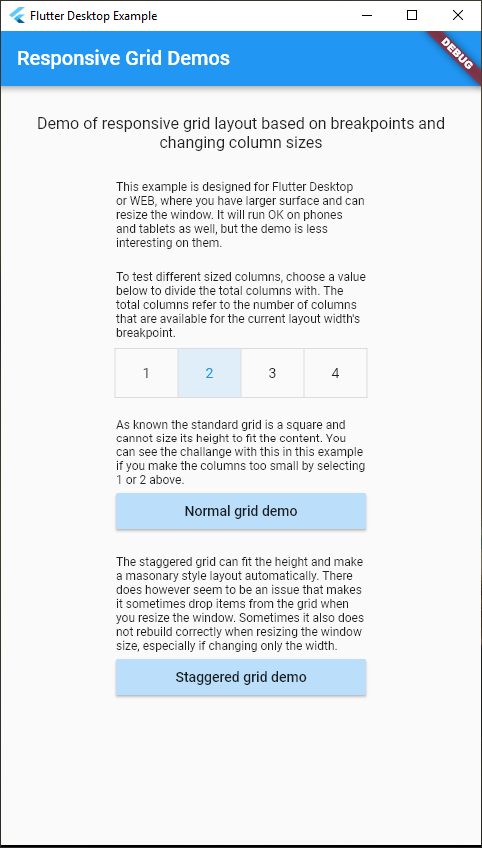 Flutter Desktop Example
Responsive Grid Demos
DEBUG
Demo of responsive grid layout based on breakpoints and
changing column sizes
This example is designed for Flutter Desktop
or WEB, where you have larger surface and can
resize the window. It will run OK on phones
and tablets as well, but the demo is less
interesting on them.
To test different sized columns, choose a value
below to divide the total columns with. The
total columns refer to the number of columns
that are available for the current layout width's
breakpoint.
1 2 3 4
As known the standard grid is a square and
cannot size its height to fit the content. You
can see the challange with this in this example
if you make the columns too small by selecting
1 or 2 above.
Normal grid demo
The staggered grid can fit the height and make
a masonary style layout automatically. There
does however seem to be an issue that makes
it sometimes drop items from the grid when
you resize the window. Sometimes it also does
not rebuild correctly when resizing the window
size, especially if changing only the width.
Staggered grid demo